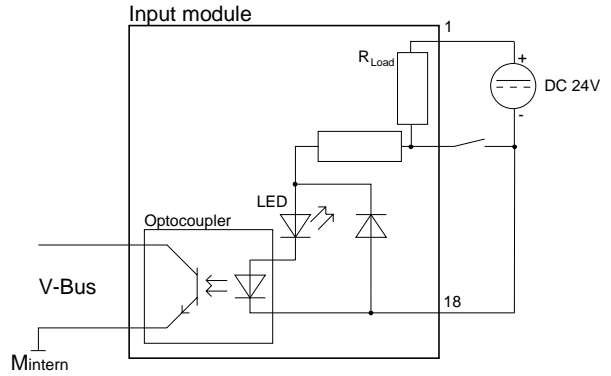 Input module
1
RLoad
+
DC 24V
-
LED
Optocoupler
V-Bus
18
Mintern